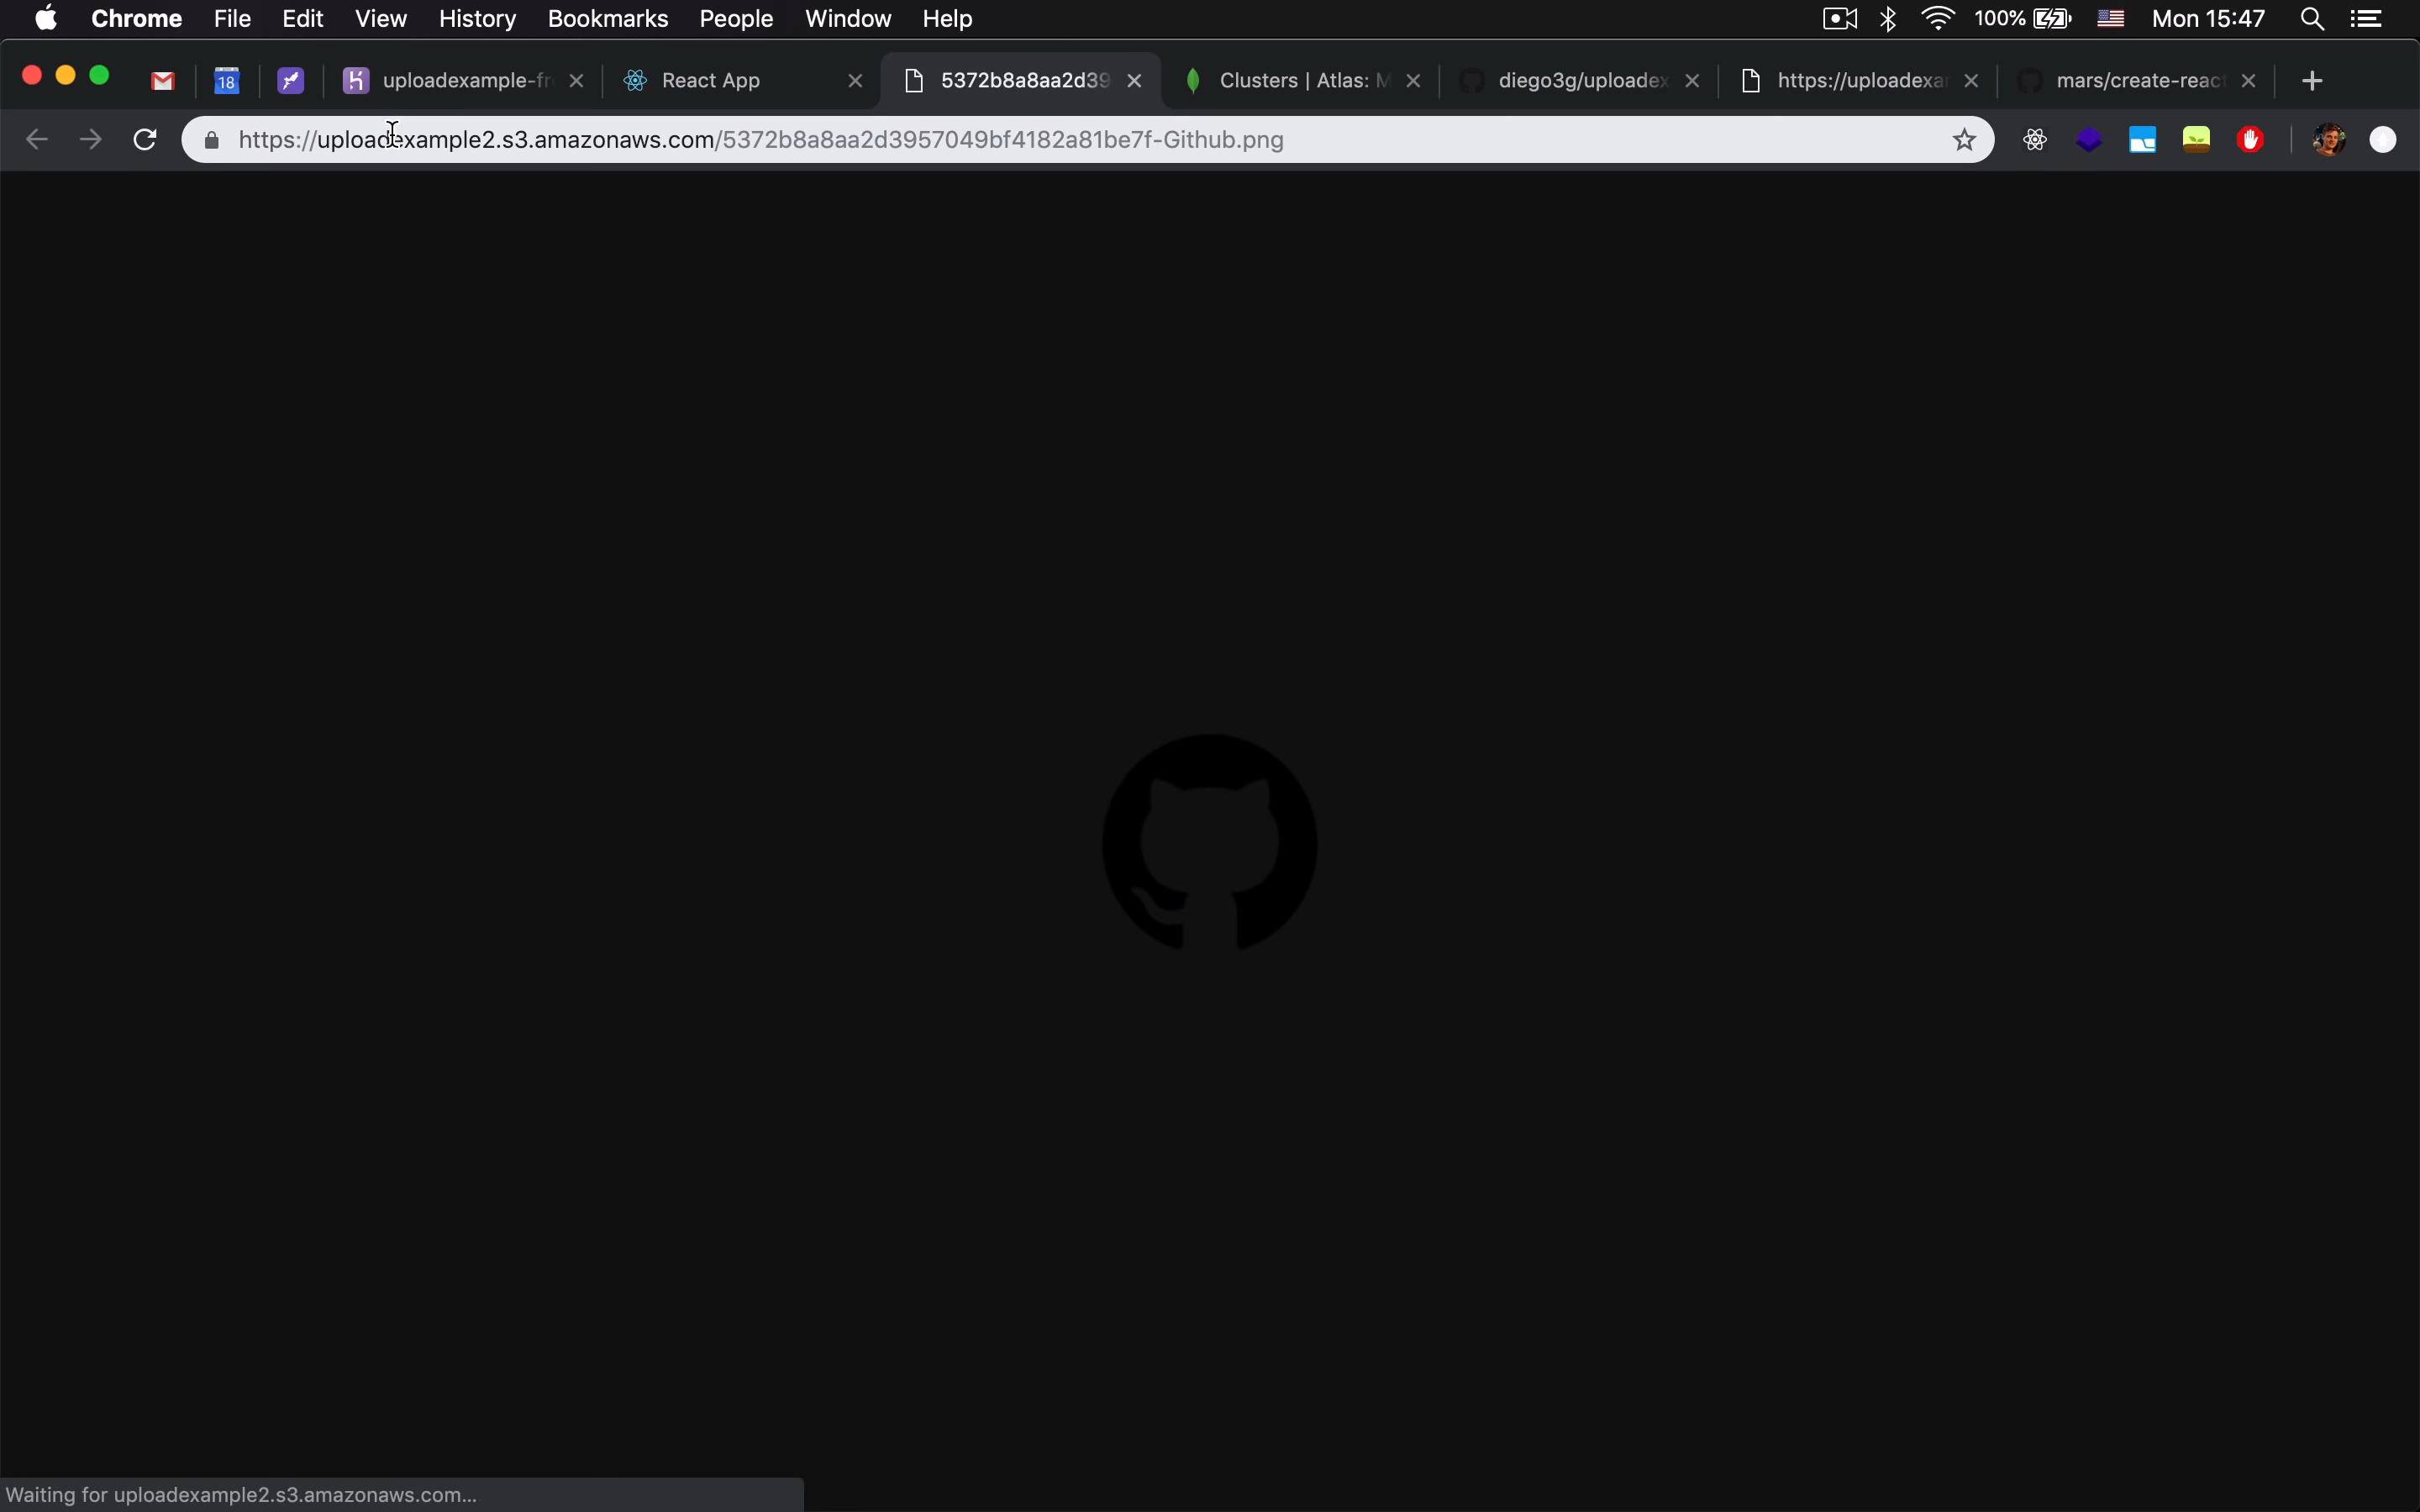 Chrome File Edit View History Bookmarks People Window Help 100% Mon 15:47
18 uploadexample-fr React App 5372b8a8aa2d39 Clusters | Atlas: M diego3g/uploadex https://uploadexa mars/create-react
https://uploadexample2.s3.amazonaws.com/5372b8a8aa2d3957049bf4182a81be7f-Github.png
Waiting for uploadexample2.s3.amazonaws.com...